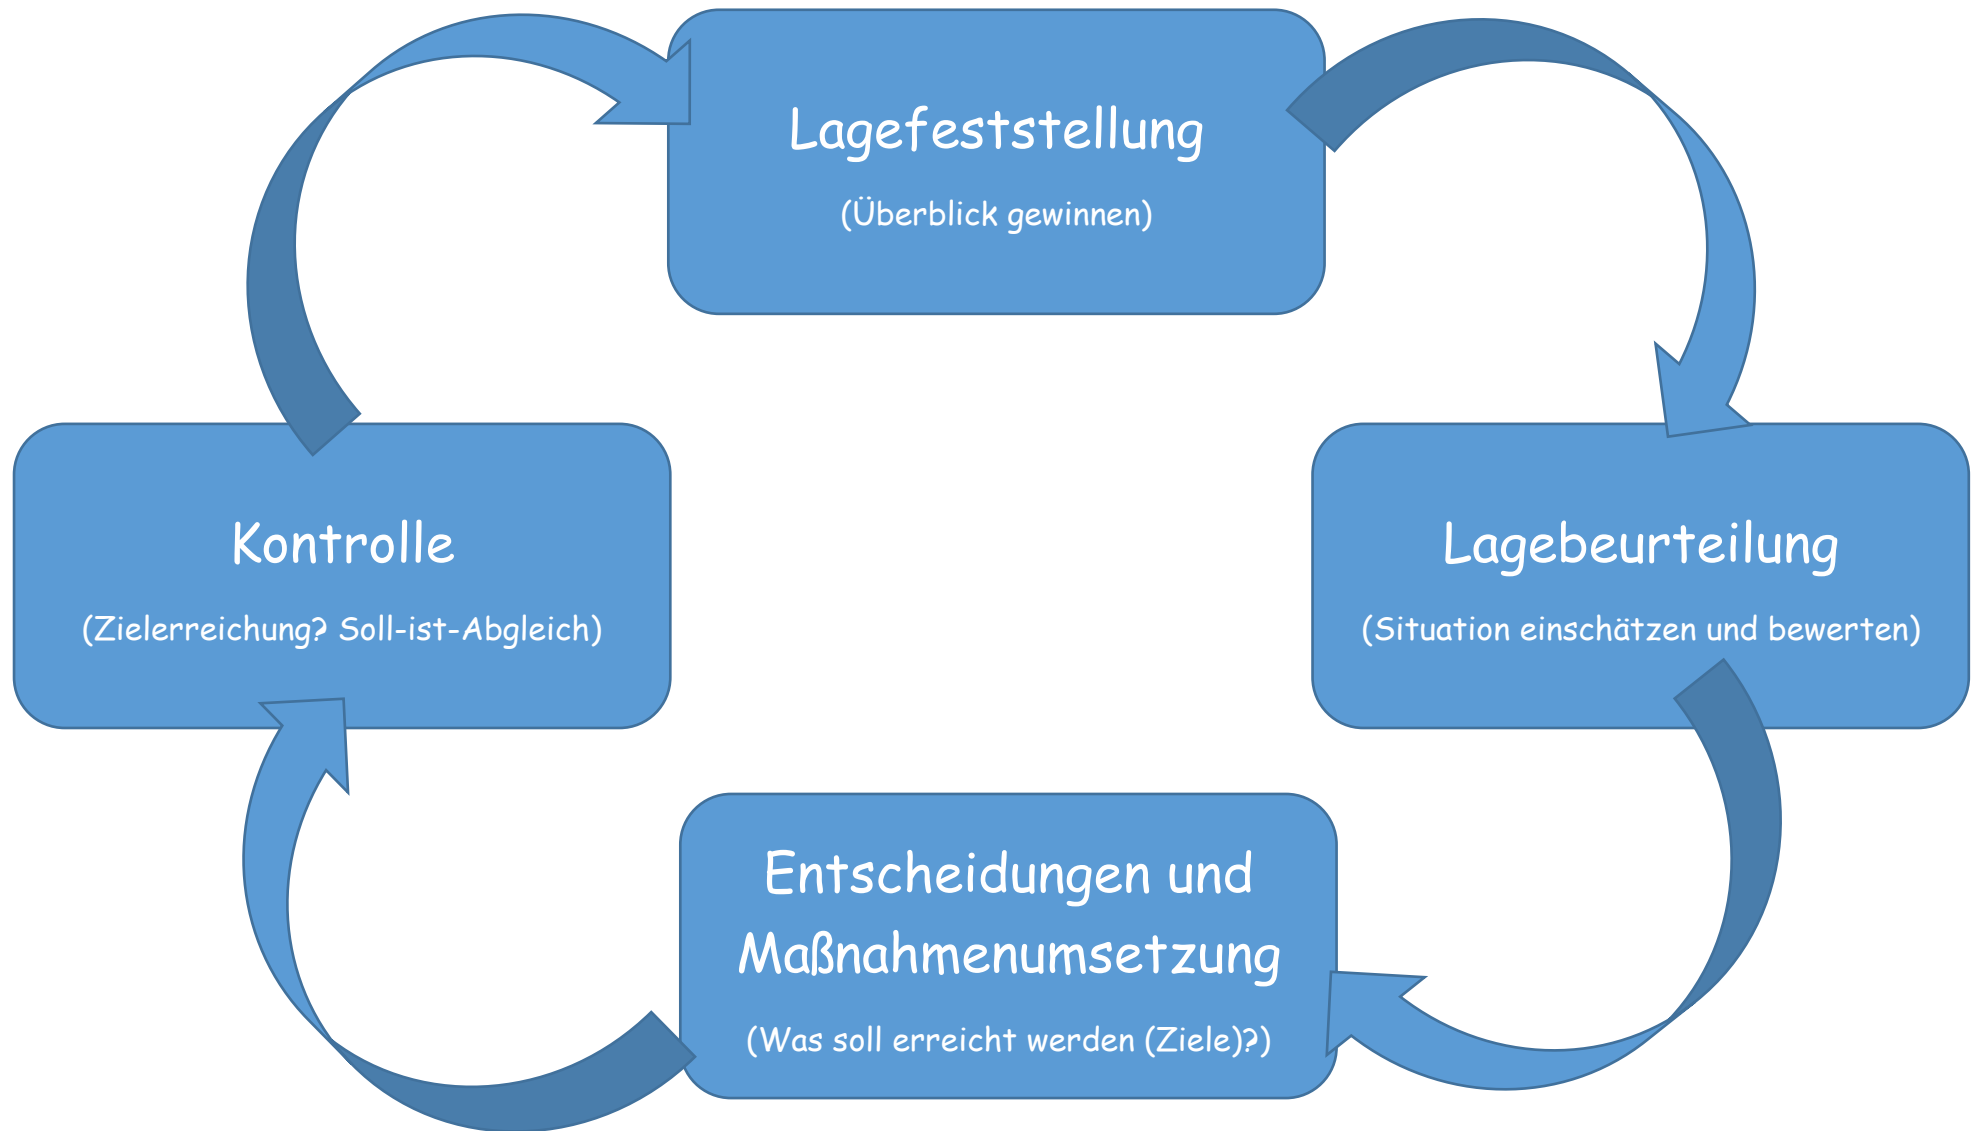 Lagefeststellung
(Überblick gewinnen)
Kontrolle
(Zielerreichung? Soll-ist-Abgleich)
Lagebeurteilung
(Situation einschätzen und bewerten)
Entscheidungen und
Maßnahmenumsetzung
(Was soll erreicht werden (Ziele)?)